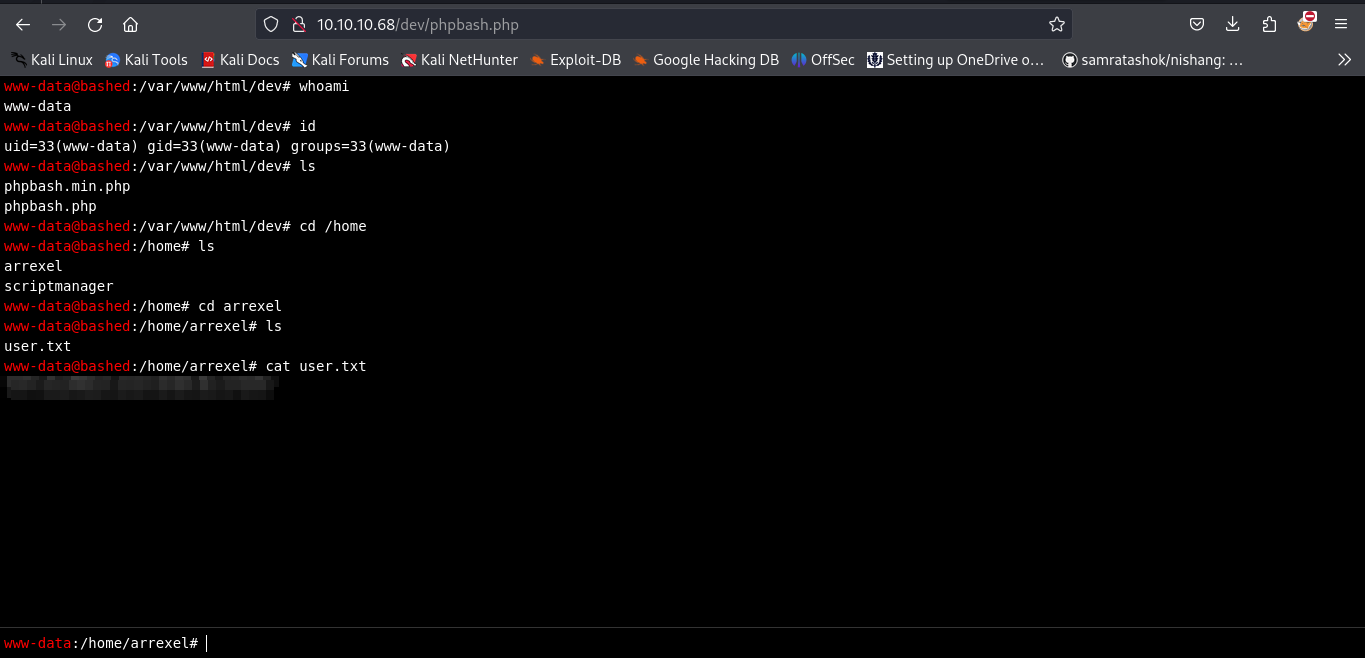 10.10.10.68/dev/phpbash.php
Kali Linux Kali Tools Kali Docs Kali Forums Kali NetHunter Exploit-DB Google Hacking DB OffSec Setting up OneDrive o… samratashok/nishang: …
www-data@bashed:/var/www/html/dev# whoami
www-data
www-data@bashed:/var/www/html/dev# id
uid=33(www-data) gid=33(www-data) groups=33(www-data)
www-data@bashed:/var/www/html/dev# ls
phpbash.min.php
phpbash.php
www-data@bashed:/var/www/html/dev# cd /home
www-data@bashed:/home# ls
arrexel
scriptmanager
www-data@bashed:/home# cd arrexel
www-data@bashed:/home/arrexel# ls
user.txt
www-data@bashed:/home/arrexel# cat user.txt
www-data:/home/arrexel#